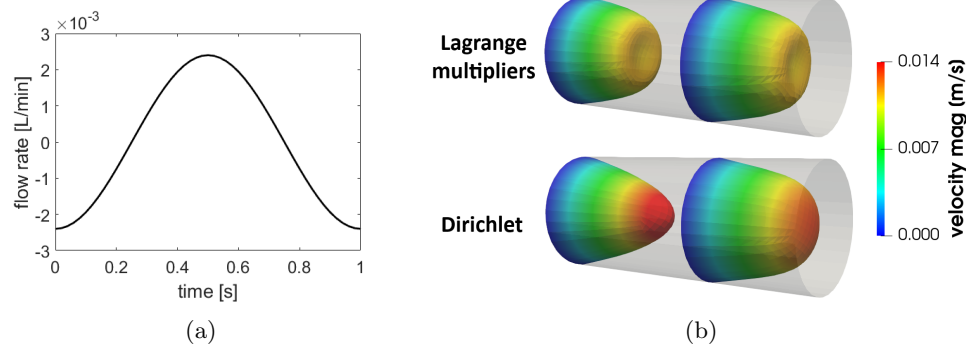 ×10⁻³
3
2
1
0
-1
-2
-3
flow rate [L/min]
0
0.2
0.4
0.6
0.8
1
time [s]
(a)
Lagrange
multipliers
Dirichlet
0.014
0.007
0.000
velocity mag (m/s)
(b)